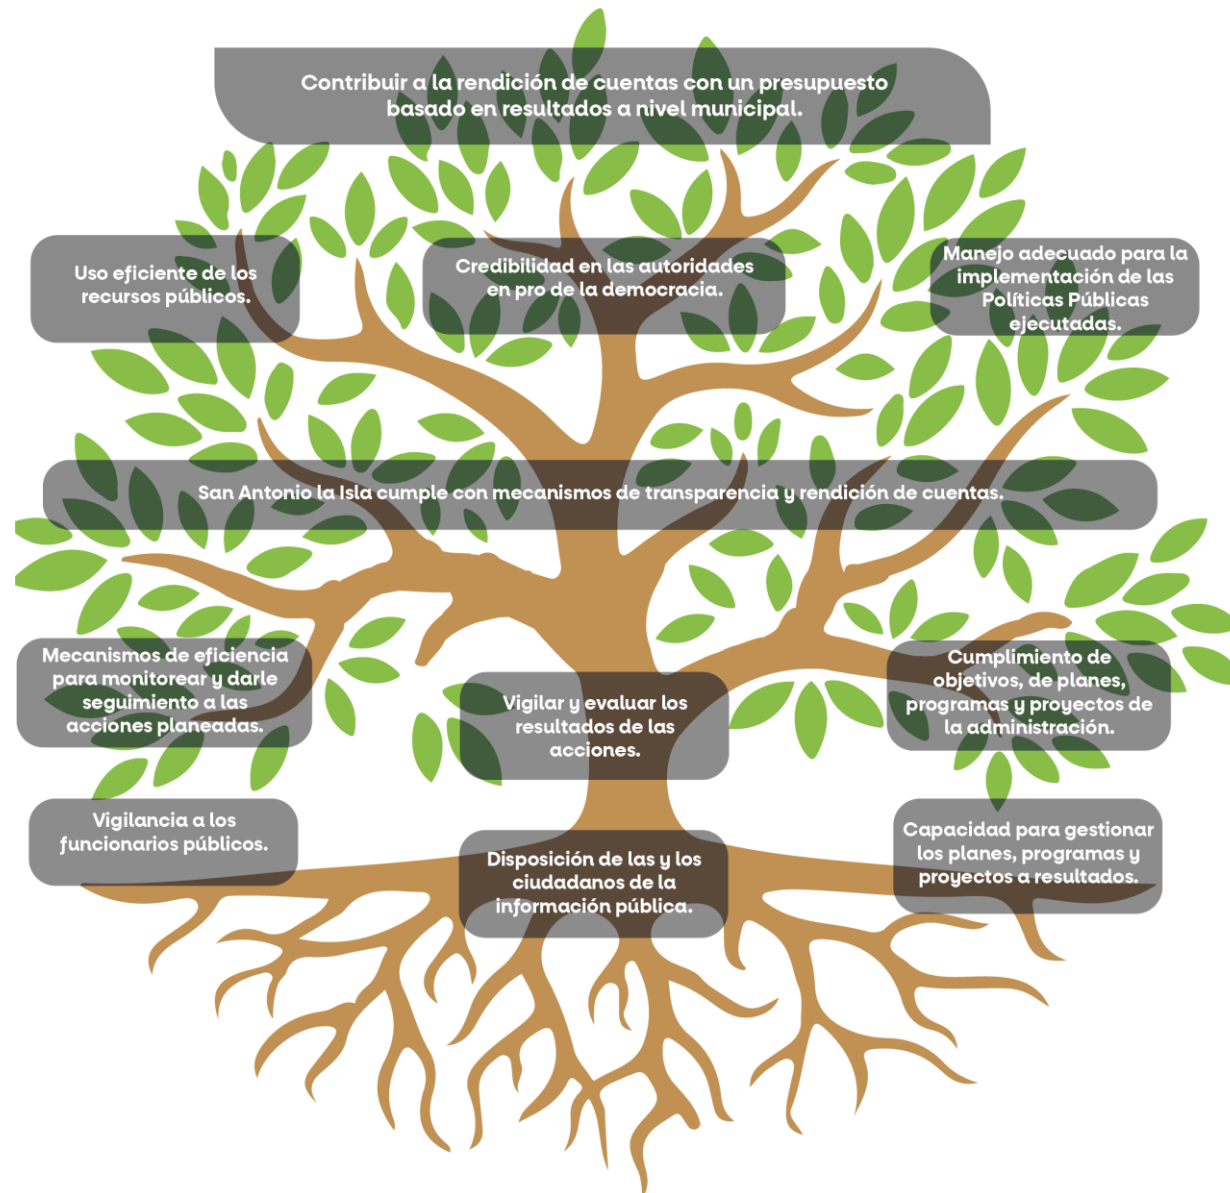 Contribuir a la rendición de cuentas con un presupuesto
basado en resultados a nivel municipal.
Uso eficiente de los
recursos públicos.
Credibilidad en las autoridades
en pro de la democracia.
Manejo adecuado para la
implementación de las
Políticas Públicas
ejecutadas.
San Antonio la Isla cumple con mecanismos de transparencia y rendición de cuentas.
Mecanismos de eficiencia
para monitorear y darle
seguimiento a las
acciones planeadas.
Vigilar y evaluar los
resultados de las
acciones.
Cumplimiento de
objetivos, de planes,
programas y proyectos de
la administración.
Vigilancia a los
funcionarios públicos.
Disposición de las y los
ciudadanos de la
información pública.
Capacidad para gestionar
los planes, programas y
proyectos a resultados.